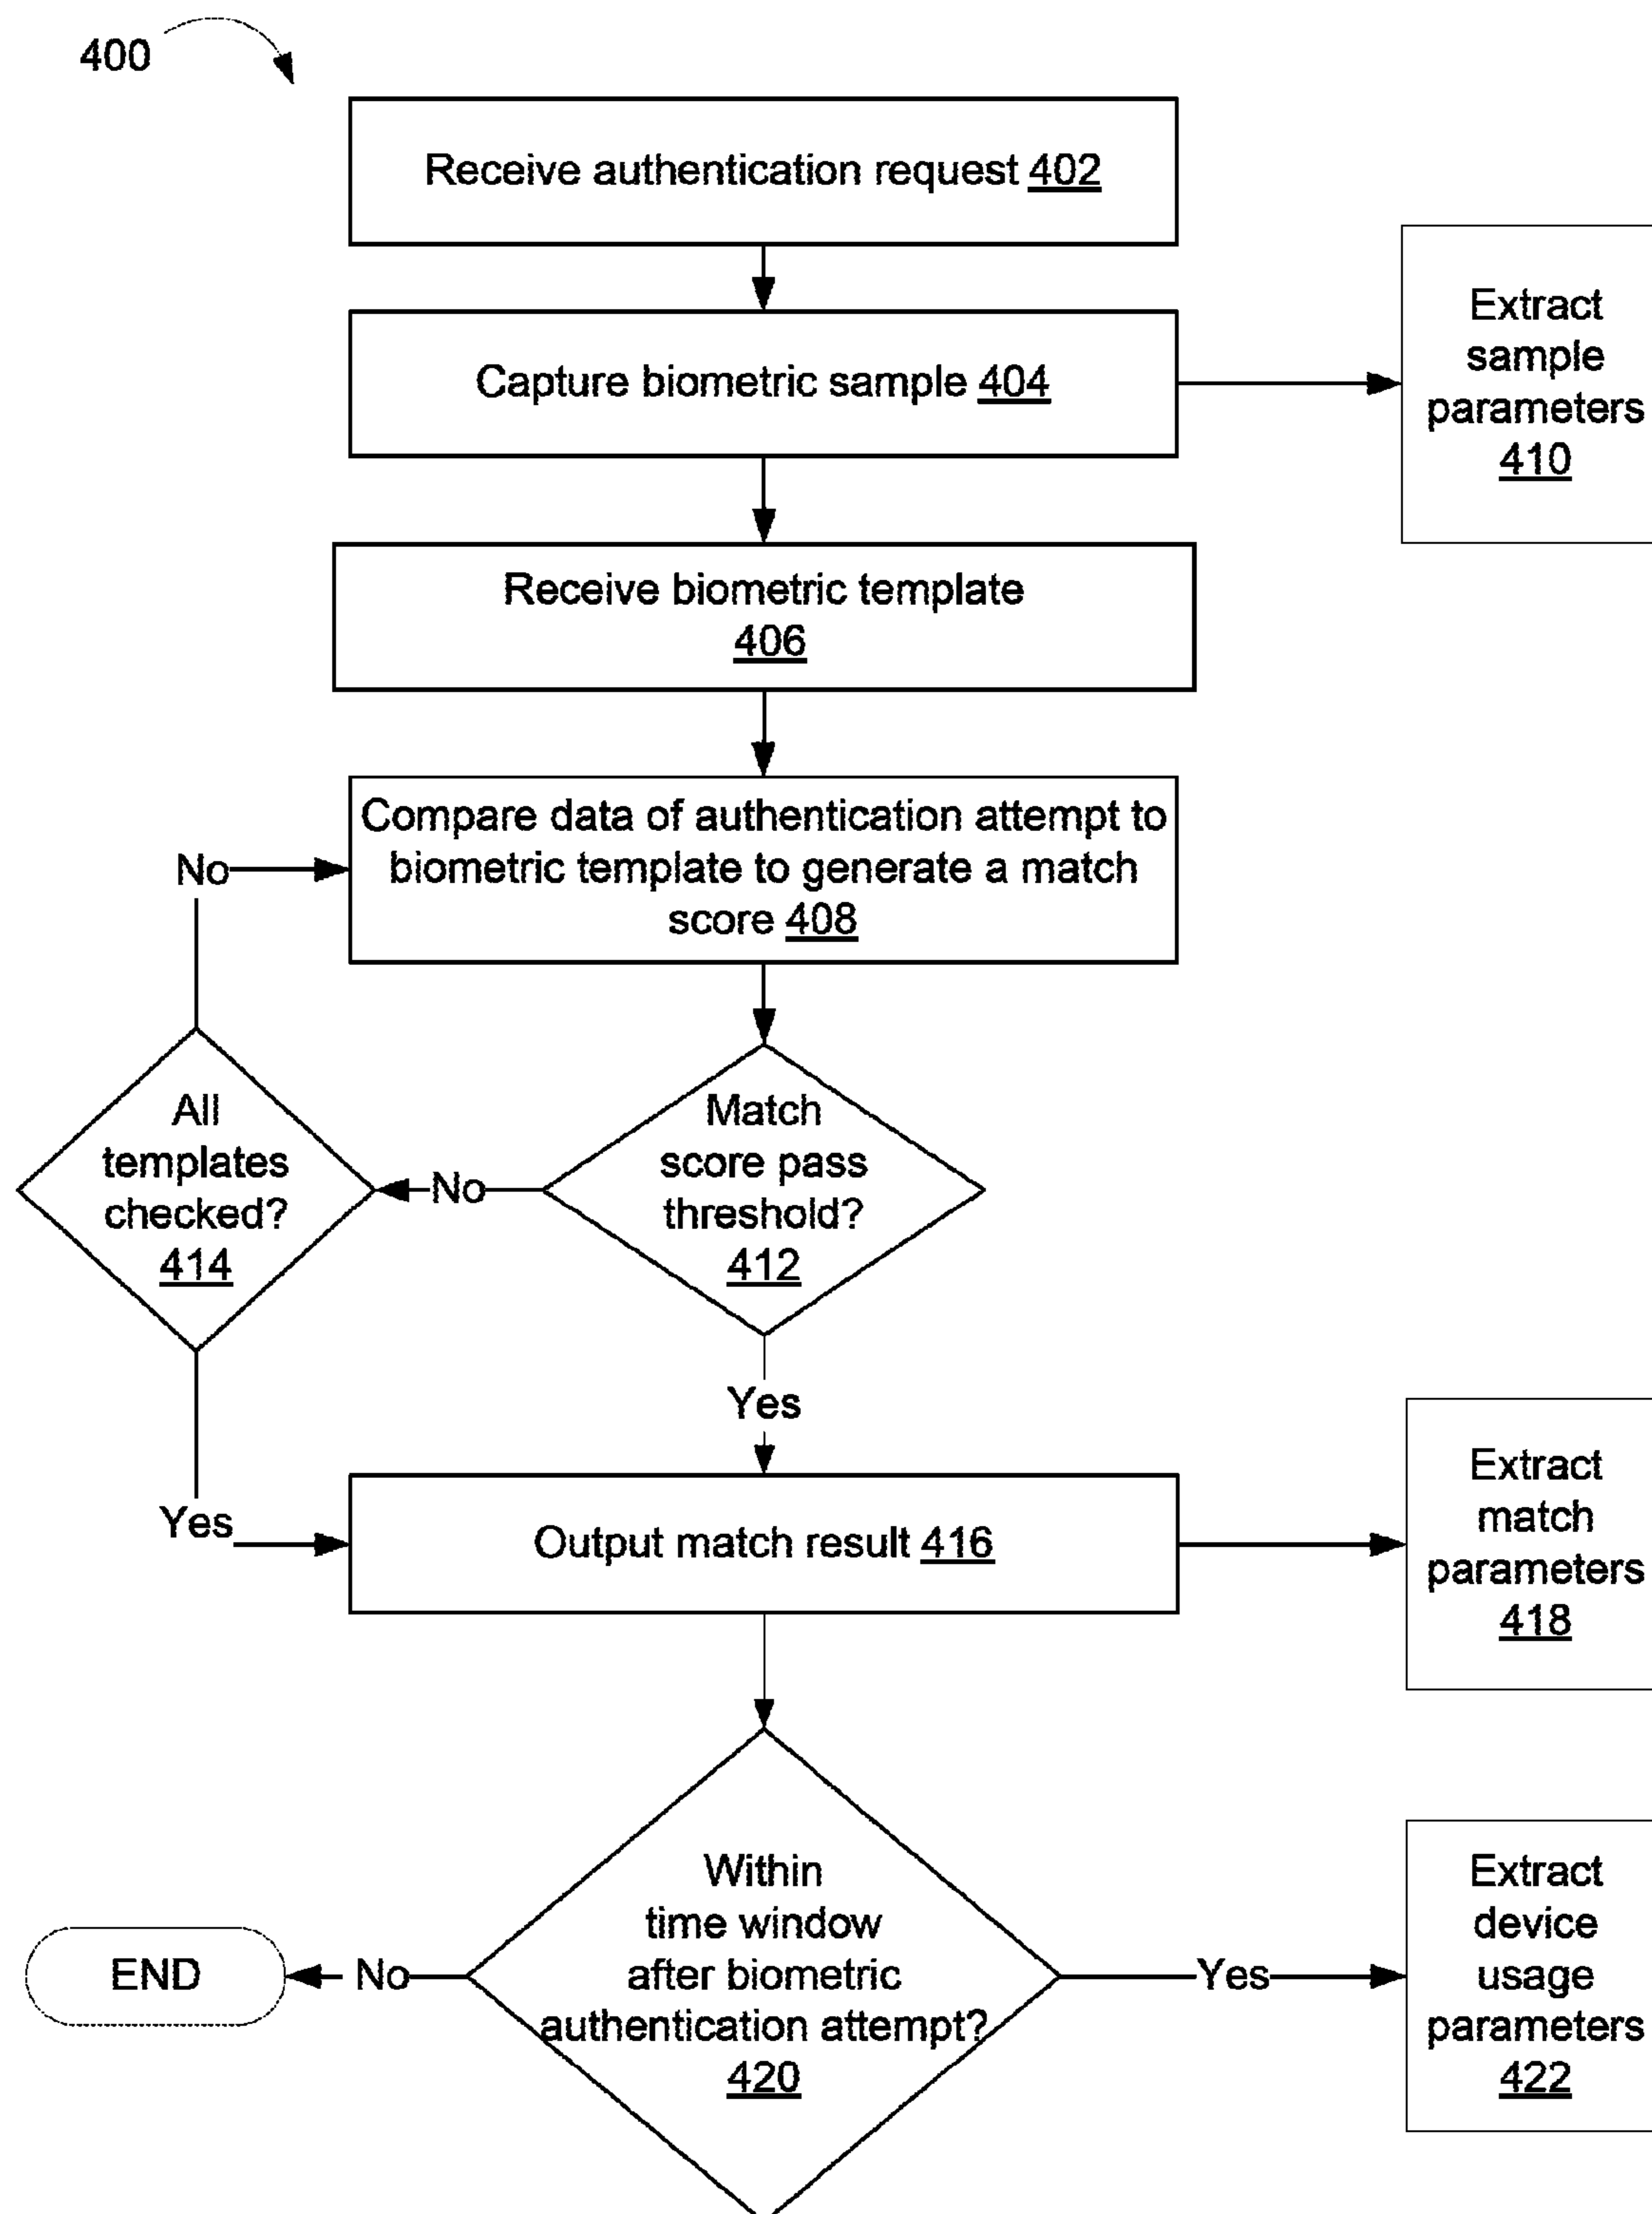 400
Receive authentication request 402
Capture biometric sample 404
Extract
sample
parameters
410
Receive biometric template
406
Compare data of authentication attempt to
biometric template to generate a match
score 408
No
All
templates
checked?
414
No
Match
score pass
threshold?
412
Yes
Yes
Output match result 416
Extract
match
parameters
418
Within
time window
after biometric
authentication attempt?
420
No
END
Yes
Extract
device
usage
parameters
422